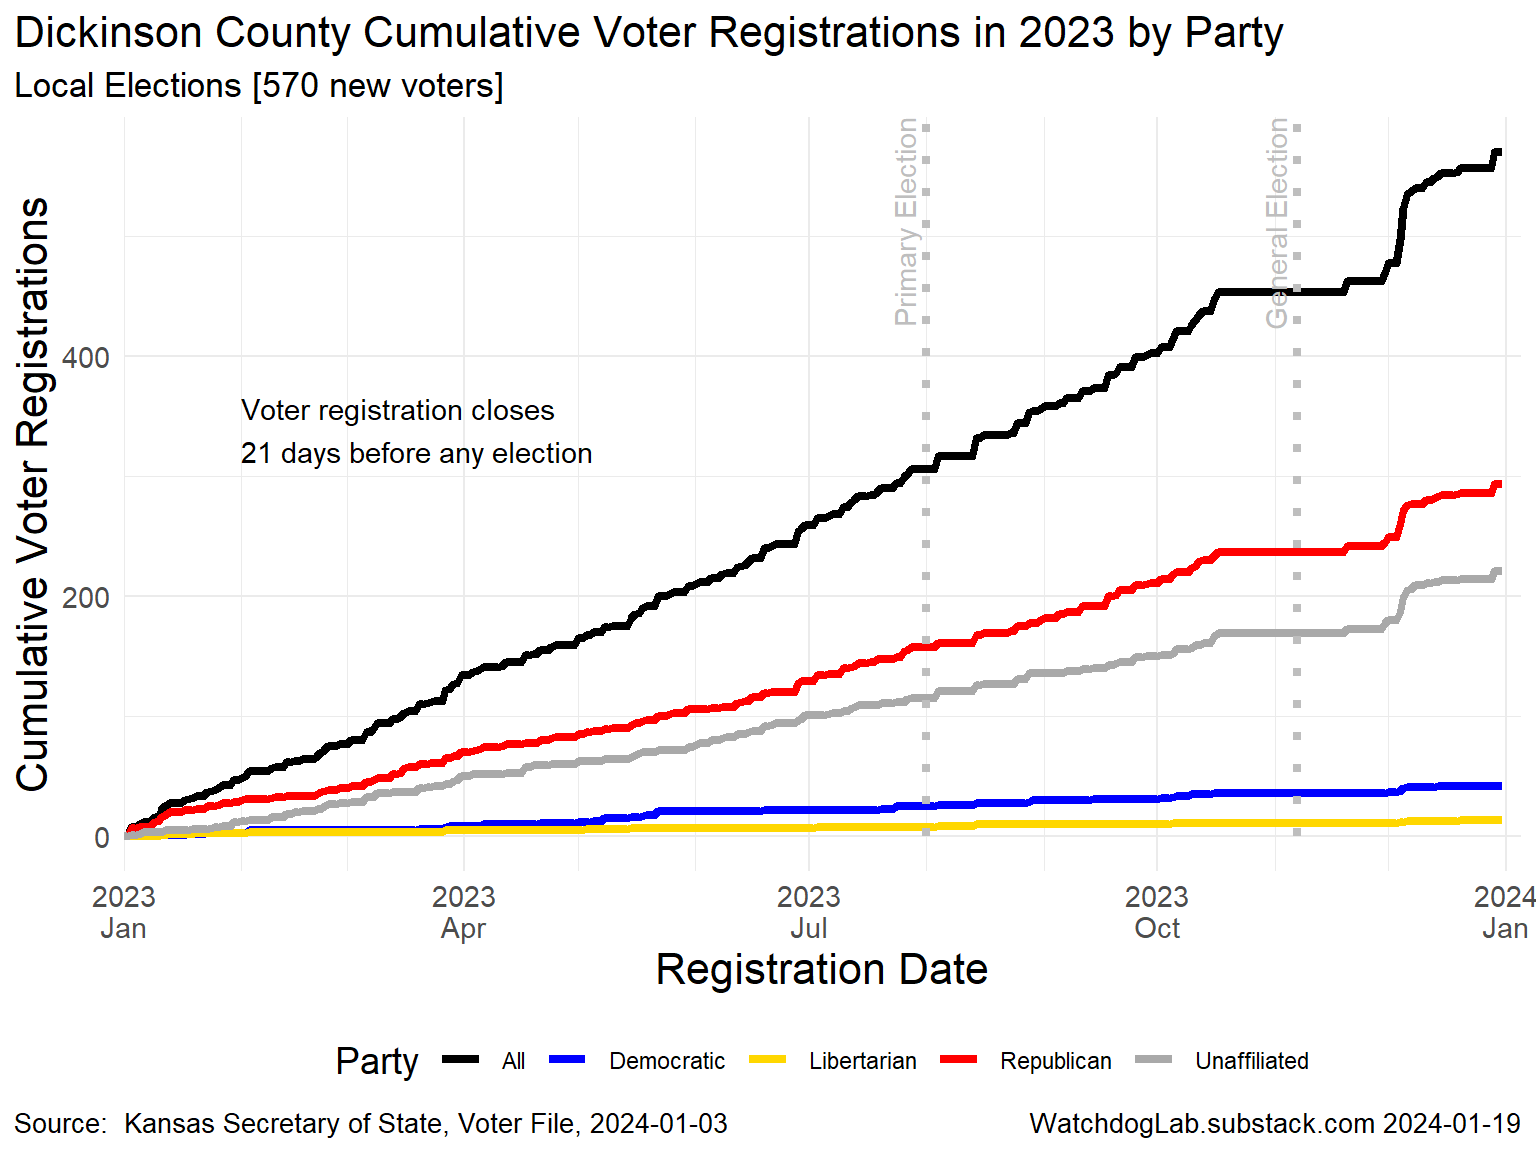 Dickinson County Cumulative Voter Registrations in 2023 by Party
Local Elections [570 new voters]
Cumulative Voter Registrations
400
200
0
Primary Election
General Election
Voter registration closes
21 days before any election
2023
Jan
2023
Apr
2023
Jul
2023
Oct
2024
Jan
Registration Date
Party All Democratic Libertarian Republican Unaffiliated
Source: Kansas Secretary of State, Voter File, 2024-01-03
WatchdogLab.substack.com 2024-01-19